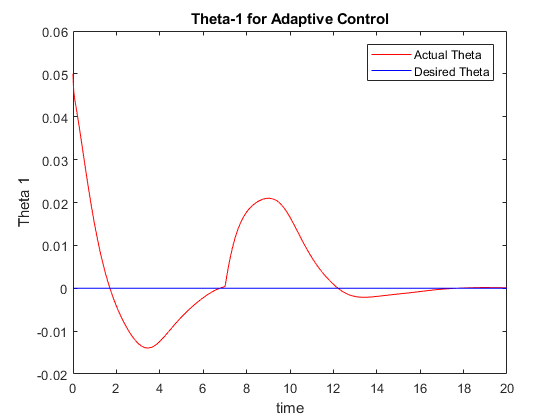 Theta-1 for Adaptive Control
Actual Theta
Desired Theta
0.06
0.05
0.04
0.03
0.02
0.01
0
-0.01
-0.02
Theta 1
0 2 4 6 8 10 12 14 16 18 20
time